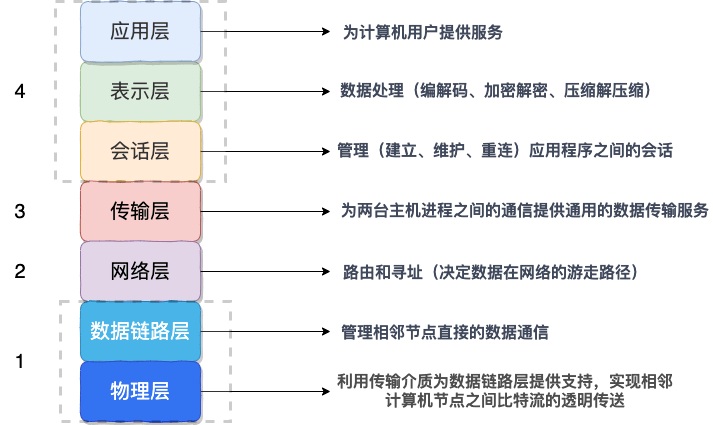 应用层
为计算机用户提供服务
4
表示层
数据处理（编解码、加密解密、压缩解压缩）
会话层
管理（建立、维护、重连）应用程序之间的会话
3
传输层
为两台主机进程之间的通信提供通用的数据传输服务
2
网络层
路由和寻址（决定数据在网络的游走路径）
数据链路层
管理相邻节点直接的数据通信
1
物理层
利用传输介质为数据链路层提供支持，实现相邻
计算机节点之间比特流的透明传送